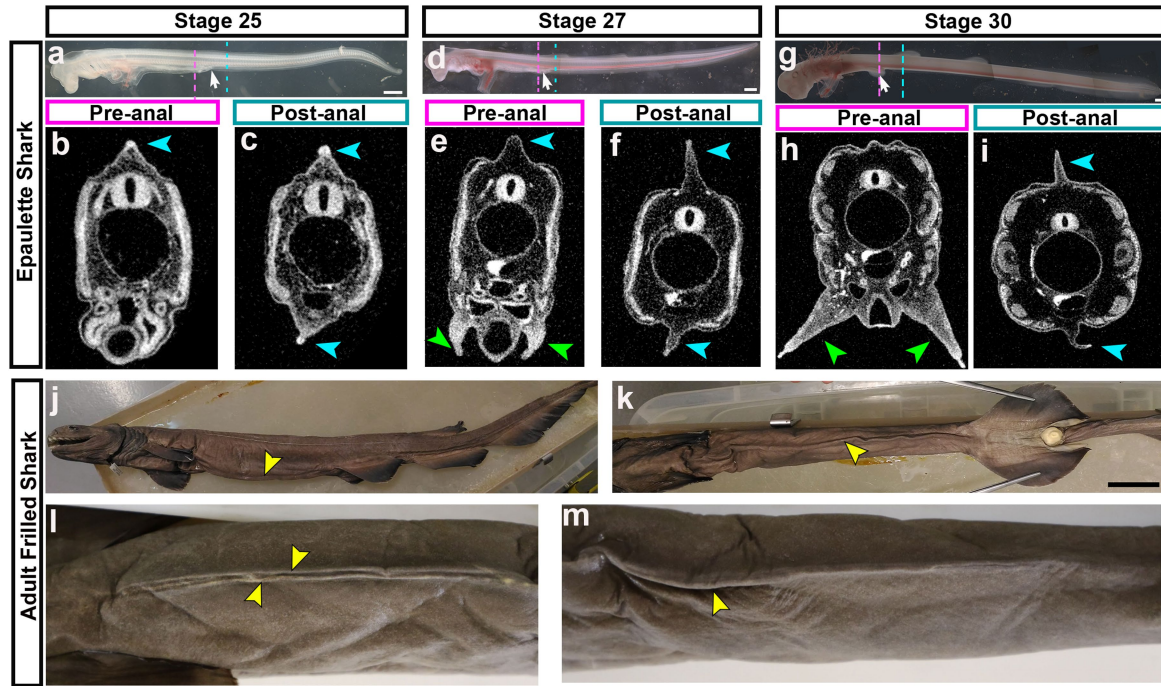 Stage 25
Stage 27
Stage 30
Epaulette Shark
a
d
g
Pre-anal
Post-anal
Pre-anal
Post-anal
Pre-anal
Post-anal
b
c
e
f
h
i
Adult Frilled Shark
j
k
l
m